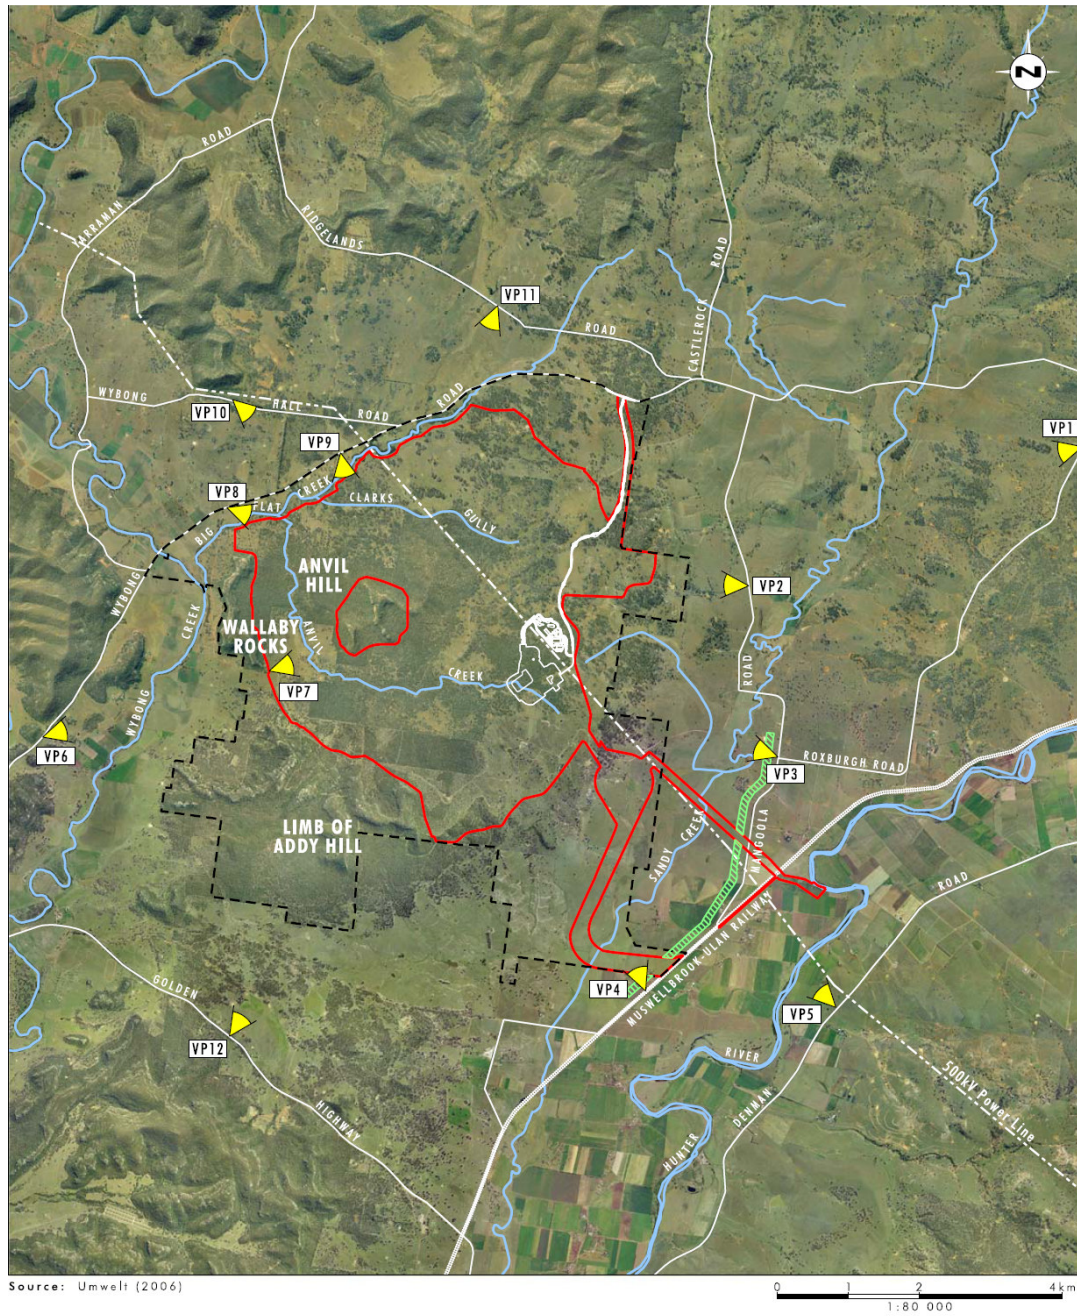 N
ROAD
YARRAMAN
RIDGELANDS
ROAD
VP11
CASTLEROCK
ROAD
WYBONG
HALL
ROAD
VP10
ROAD
VP9
VP1
VP8
BIG
FLAT
CREEK
CLARKS
GULLY
ANVIL
HILL
VP2
WYBONG
CREEK
WALLABY
ROCKS
ANVIL
CREEK
VP7
ROAD
WYBONG
VP6
VP3
ROXBURGH ROAD
LIMB OF
ADDY HILL
SANDY CREEK
MANGOOLA
ROAD
GOLDEN
VP4
MUSWELLBROOK-ULAN RAILWAY
VP5
VP12
RIVER
500kV Power Line
HIGHWAY
DENMAN
HUNTER
Source: Umwelt (2006)
0 1 2 4km
1:80 000